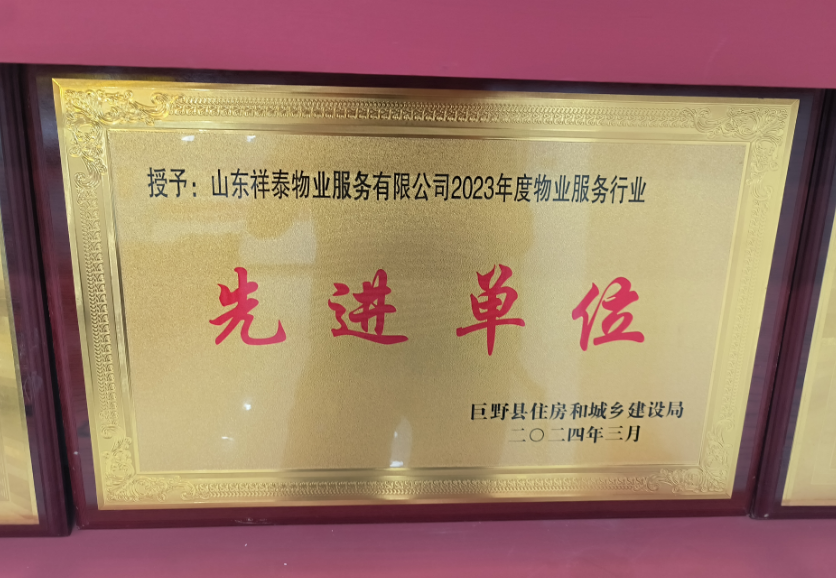 授予：山东祥泰物业服务有限公司2023年度物业服务行业
先进单位
巨野县住房和城乡建设局
二〇二四年三月